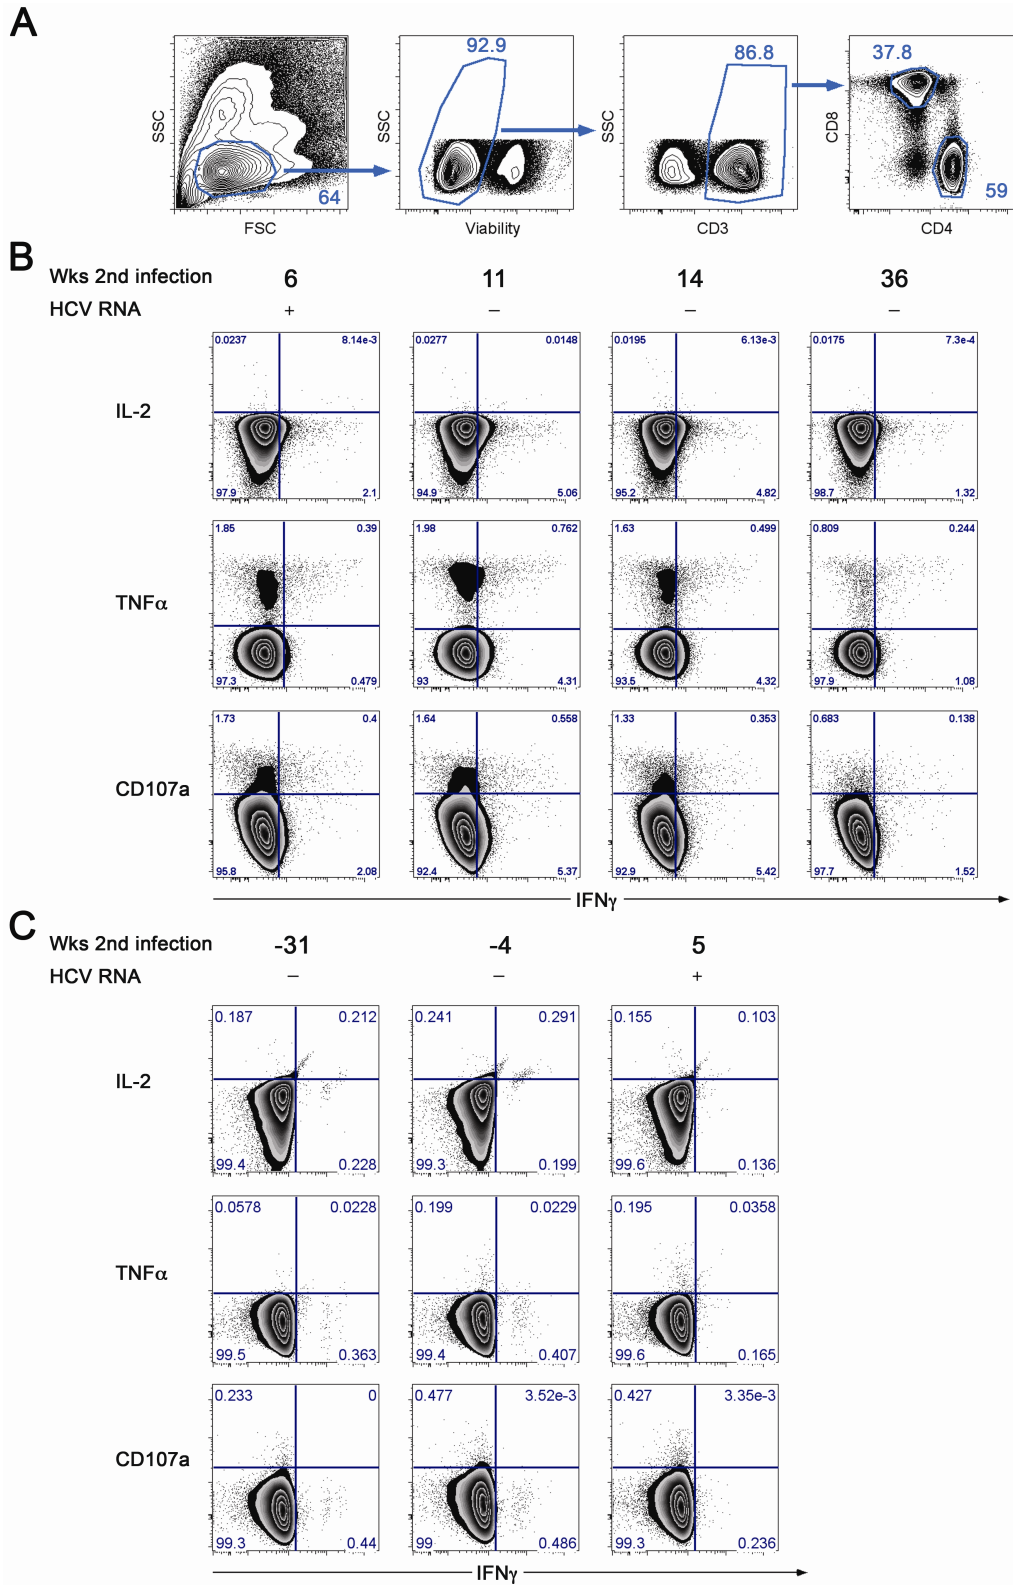 A
92.9
86.8
37.8
SSC
SSC
SSC
CD8
64
59
FSC
Viability
CD3
CD4
B
Wks 2nd infection 6 11 14 36
HCV RNA + – – –
0.0237 8.14e-3 0.0277 0.0148 0.0195 6.13e-3 0.0175 7.3e-4
IL-2
97.9 2.1 94.9 5.06 95.2 4.82 98.7 1.32
1.85 0.39 1.98 0.762 1.63 0.499 0.809 0.244
TNFα
97.3 0.479 93 4.31 93.5 4.32 97.9 1.08
1.73 0.4 1.64 0.558 1.33 0.353 0.683 0.138
CD107a
95.8 2.08 92.4 5.37 92.9 5.42 97.7 1.52
IFNγ
C
Wks 2nd infection -31 -4 5
HCV RNA – – +
0.187 0.212 0.241 0.291 0.155 0.103
IL-2
99.4 0.228 99.3 0.199 99.6 0.136
0.0578 0.0228 0.199 0.0229 0.195 0.0358
TNFα
99.5 0.363 99.4 0.407 99.6 0.165
0.233 0 0.477 3.52e-3 0.427 3.35e-3
CD107a
99.3 0.44 99 0.486 99.3 0.236
IFNγ